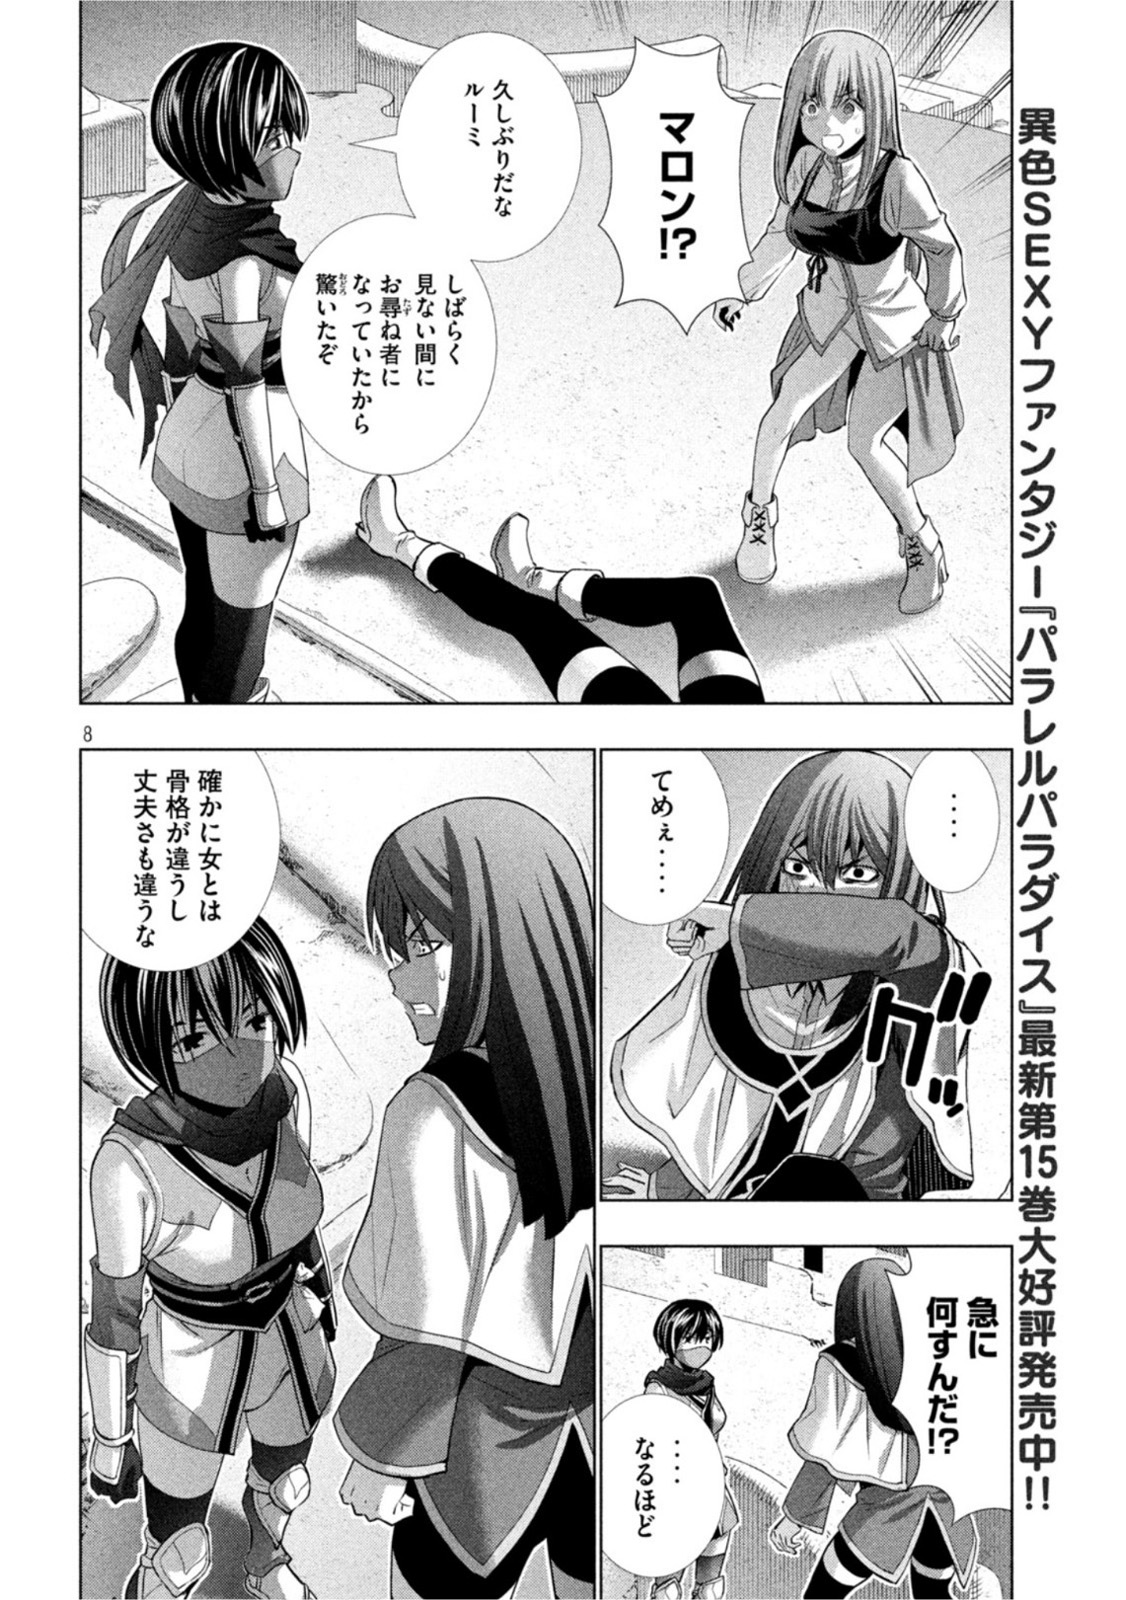 異色SEXYファンタジー『パラレルパラダイス』最新第15巻大好評発売中!!
マロン!?
久しぶりだな
ルーミ
しばらく
見ない間に
お尋ね者に
なっていたから
驚いたぞ
たず
おどろ
8
‥‥
てめぇ‥‥
グッ
急に
何すんだ!?
‥‥
なるほど
確かに女とは
骨格が違うし
丈夫さも違うな